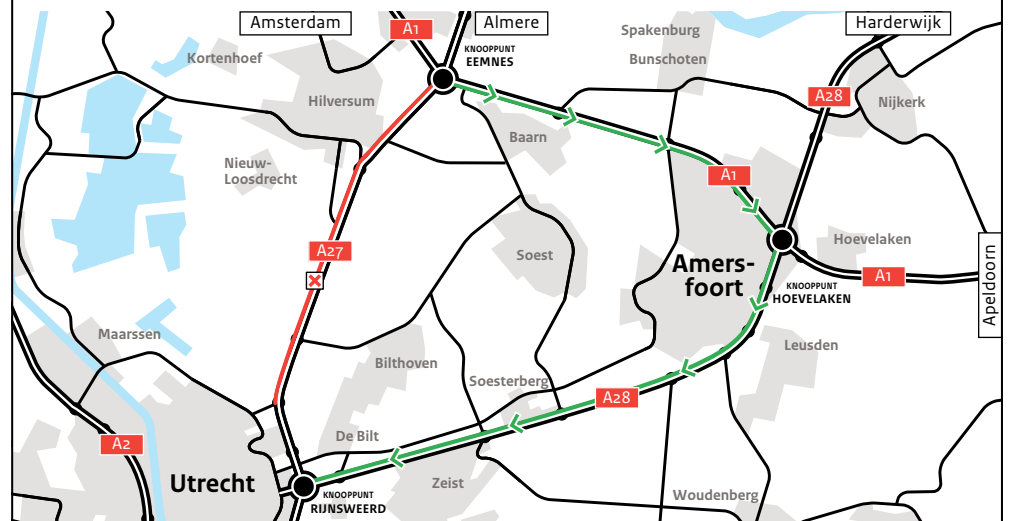 Amsterdam
Almere
Harderwijk
A1
KNOOPPUNT
EEMNES
Spakenburg
Bunschoten
Kortenhoef
Hilversum
A28
Nijkerk
Baarn
Nieuw-
Loosdrecht
A1
A27
Soest
Hoevelaken
Amers-
foort
KNOOPPUNT
HOEVELAKEN
A1
Apeldoorn
Maarssen
Bilthoven
Leusden
Soesterberg
A28
De Bilt
A2
Utrecht
KNOOPPUNT
RIJNSWEERD
Zeist
Woudenberg